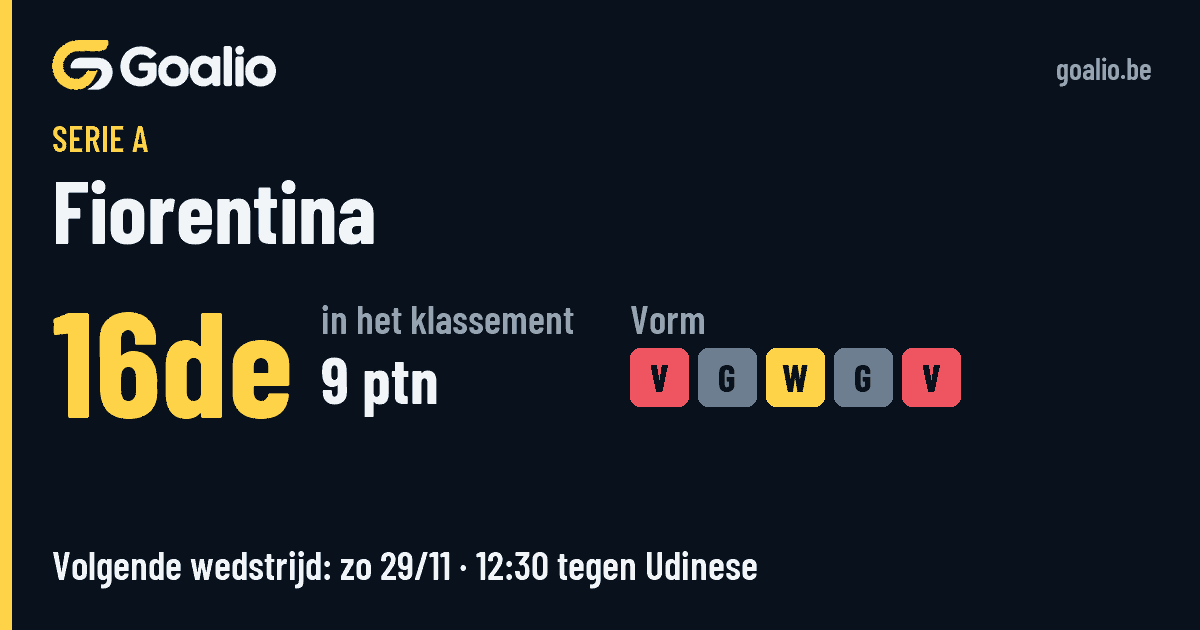 Goalio
goalio.be
SERIE A
Fiorentina
16de
in het klassement
9 ptn
Vorm
V G W G V
Volgende wedstrijd: zo 29/11 · 12:30 tegen Udinese